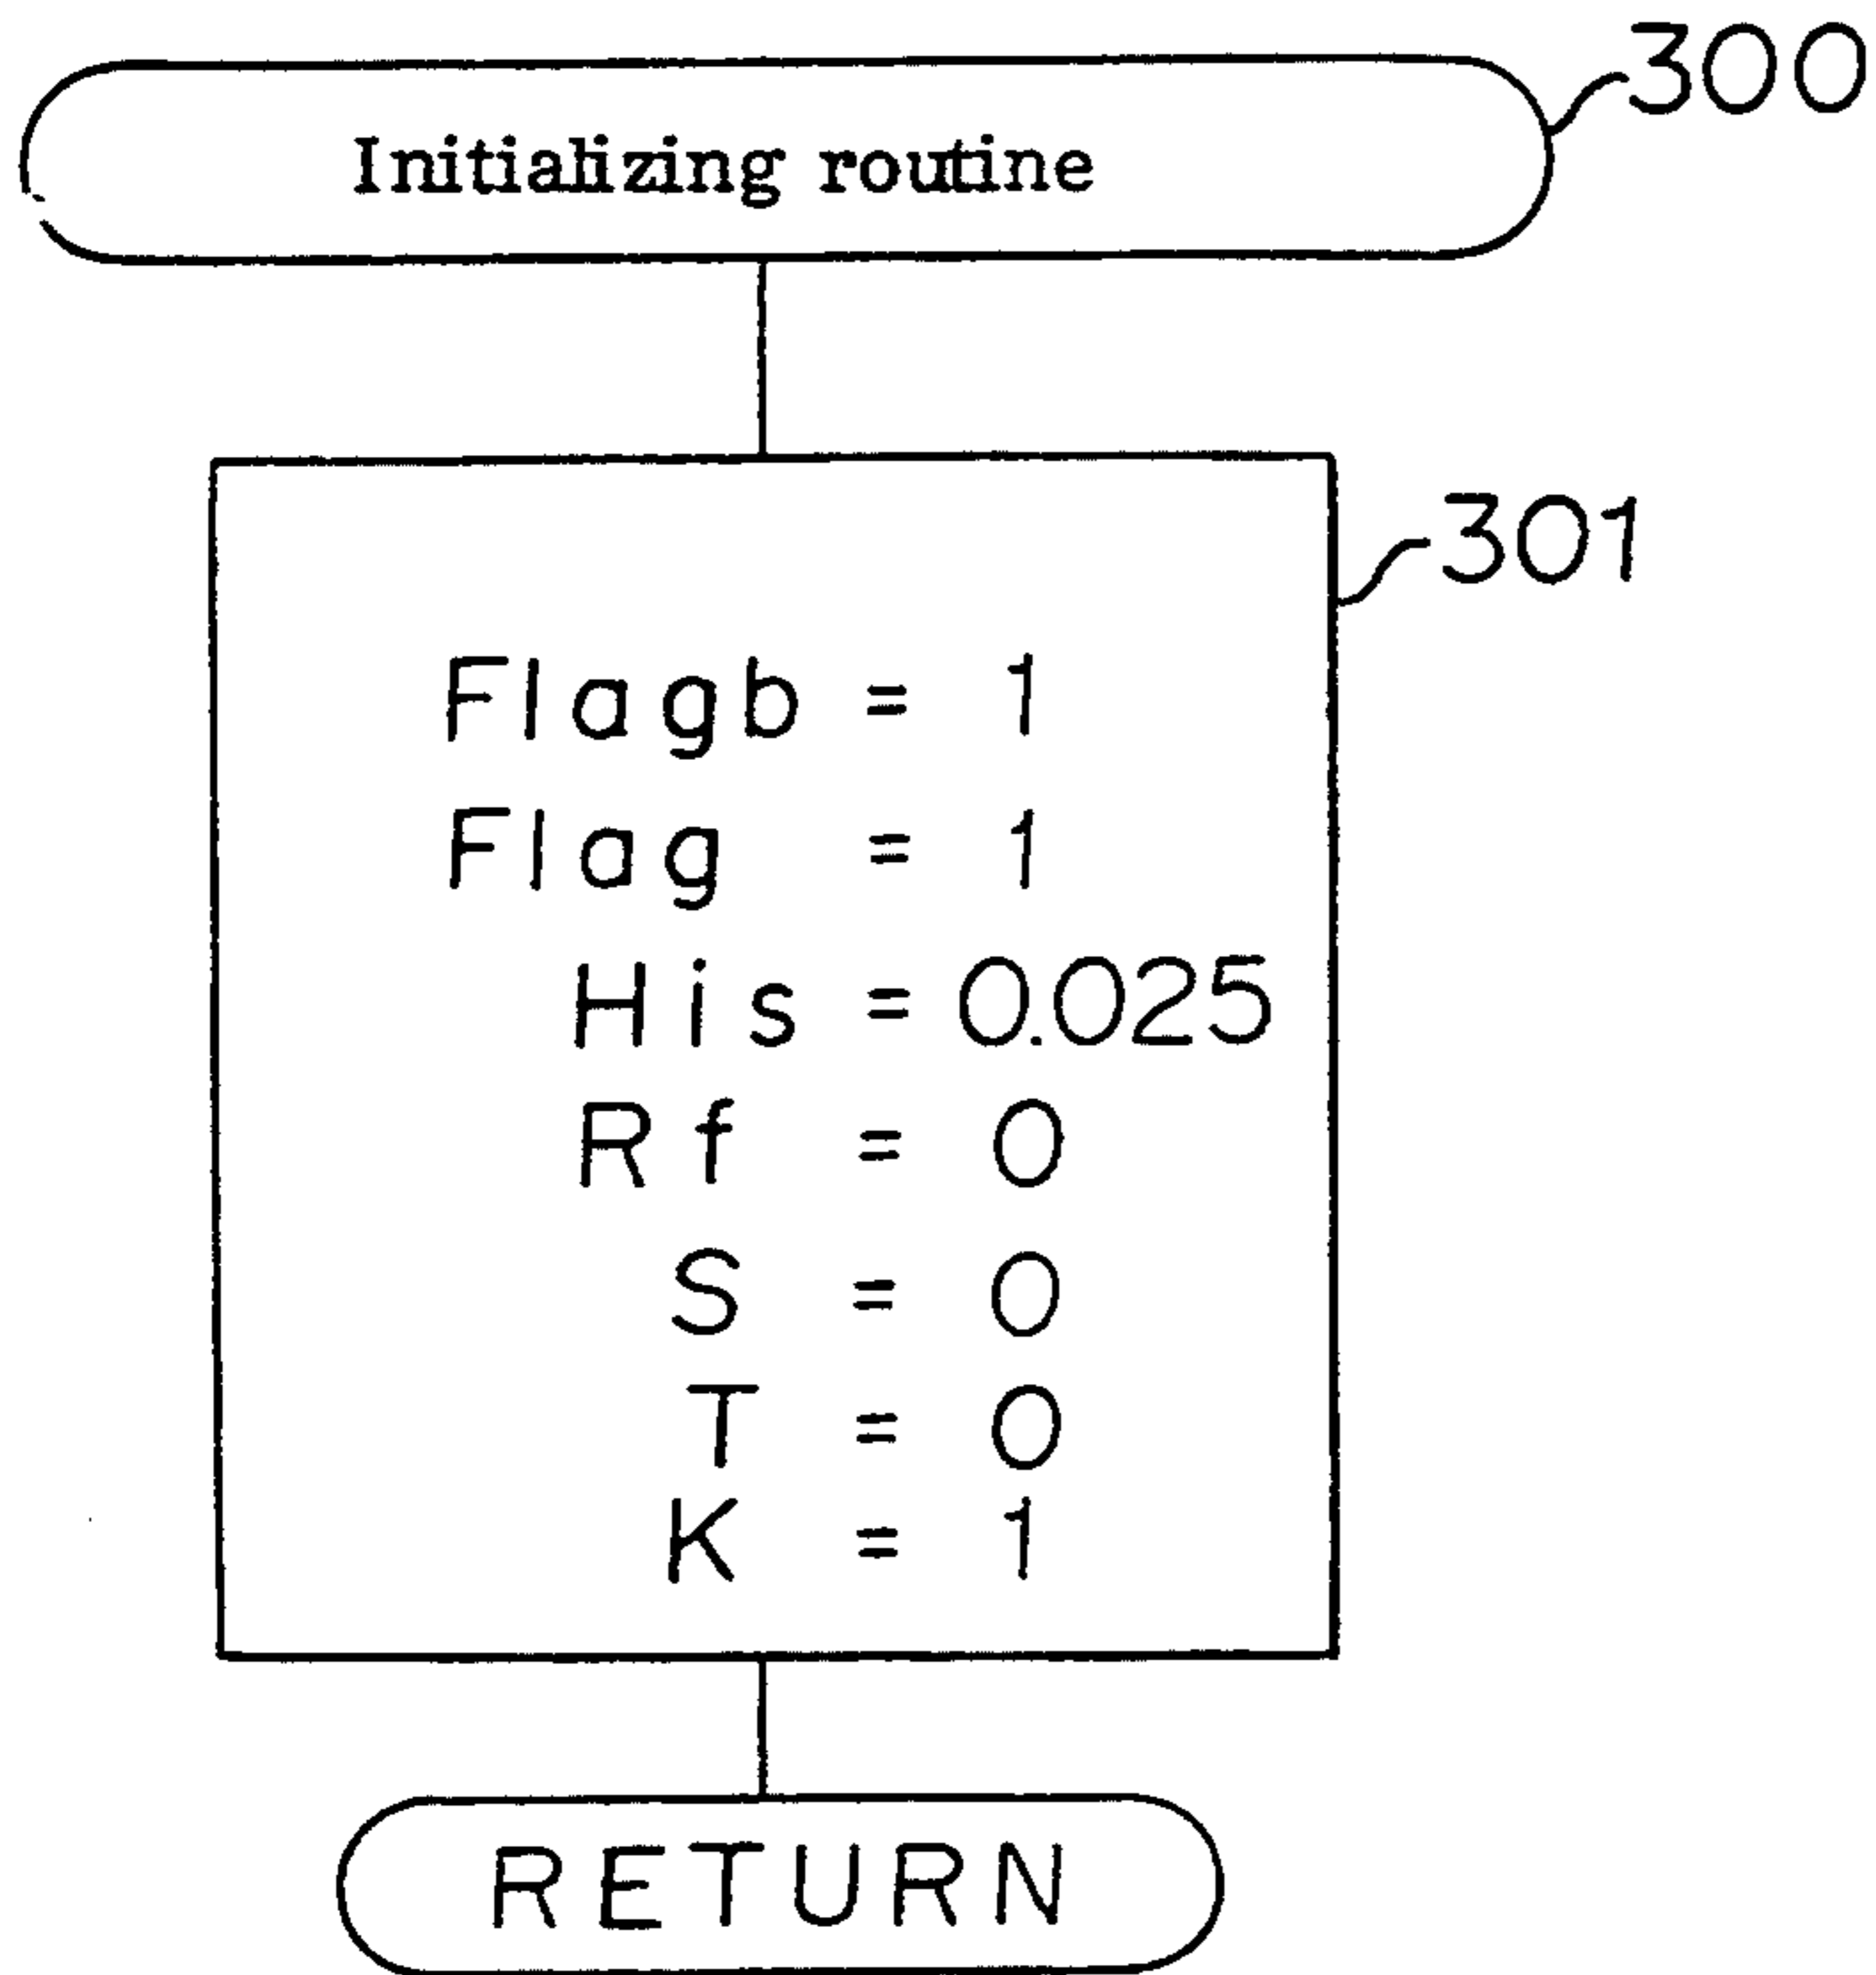 300
Initializing routine
301
Flagb = 1
Flag = 1
His = 0.025
Rf = 0
S = 0
T = 0
K = 1
RETURN